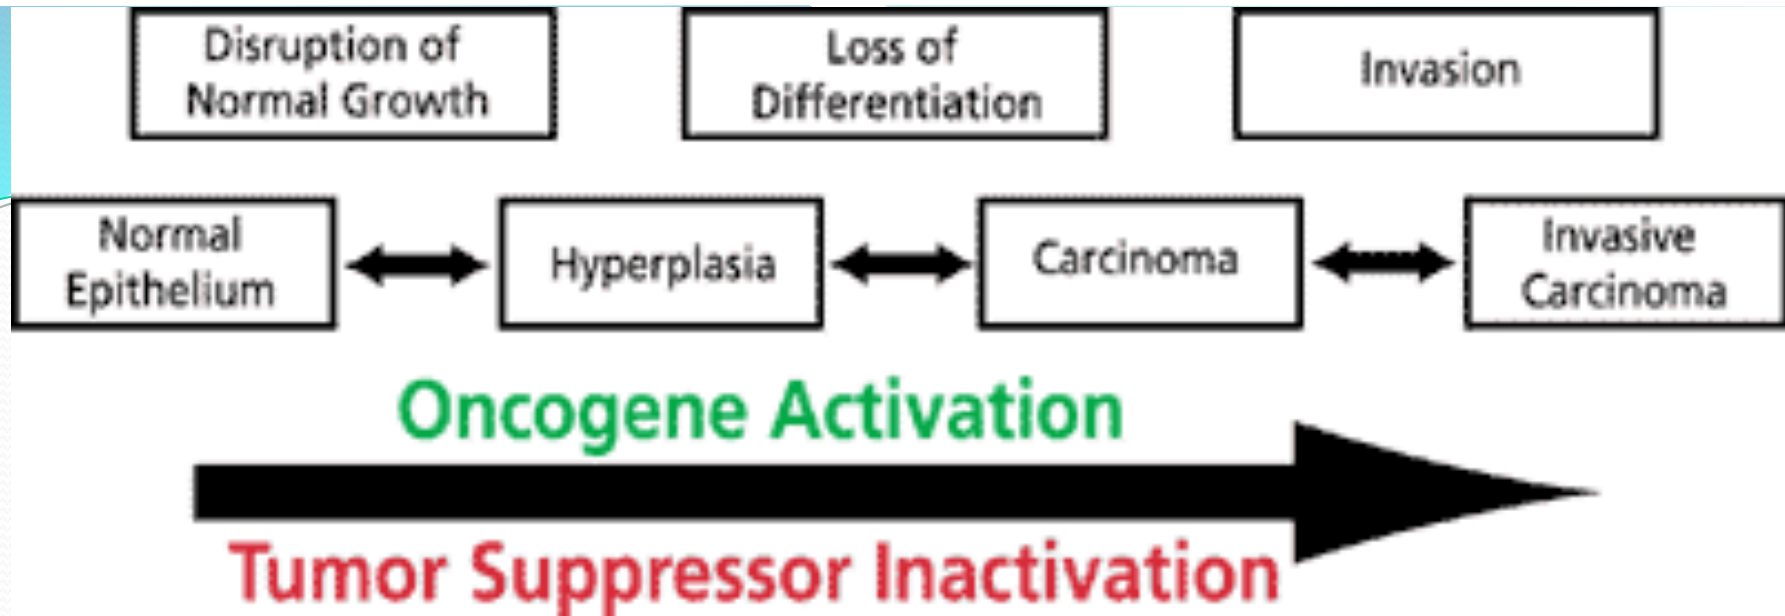 Disruption of
Normal Growth
Loss of
Differentiation
Invasion
Normal
Epithelium
Hyperplasia
Carcinoma
Invasive
Carcinoma
Oncogene Activation
Tumor Suppressor Inactivation